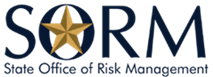 SORM
State Office of Risk Management